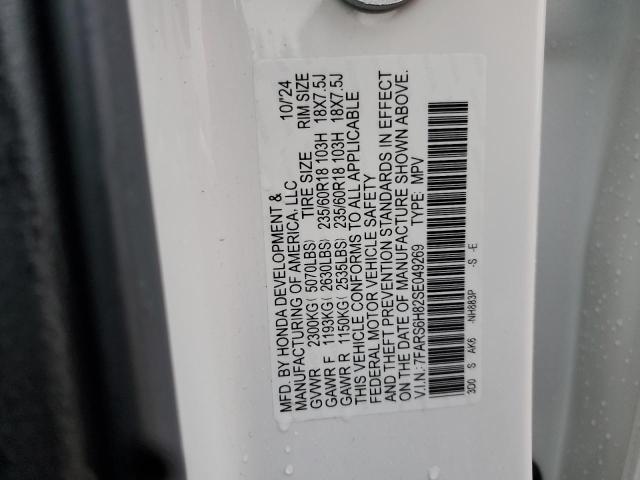 MFD. BY HONDA DEVELOPMENT & 10/'24
MANUFACTURING OF AMERICA, LLC
GVWR 2300KG ( 5070LBS) TIRE SIZE RIM SIZE
GAWR F 1193KG ( 2630LBS) 235/60R18 103H 18X7.5J
GAWR R 1150KG ( 2535LBS) 235/60R18 103H 18X7.5J
THIS VEHICLE CONFORMS TO ALL APPLICABLE
FEDERAL MOTOR VEHICLE SAFETY
AND THEFT PREVENTION STANDARDS IN EFFECT
ON THE DATE OF MANUFACTURE SHOWN ABOVE.
V.I.N.: 7FARS6H82SE049269 TYPE: MPV
3D0 S AK6 -NH883P -S -E